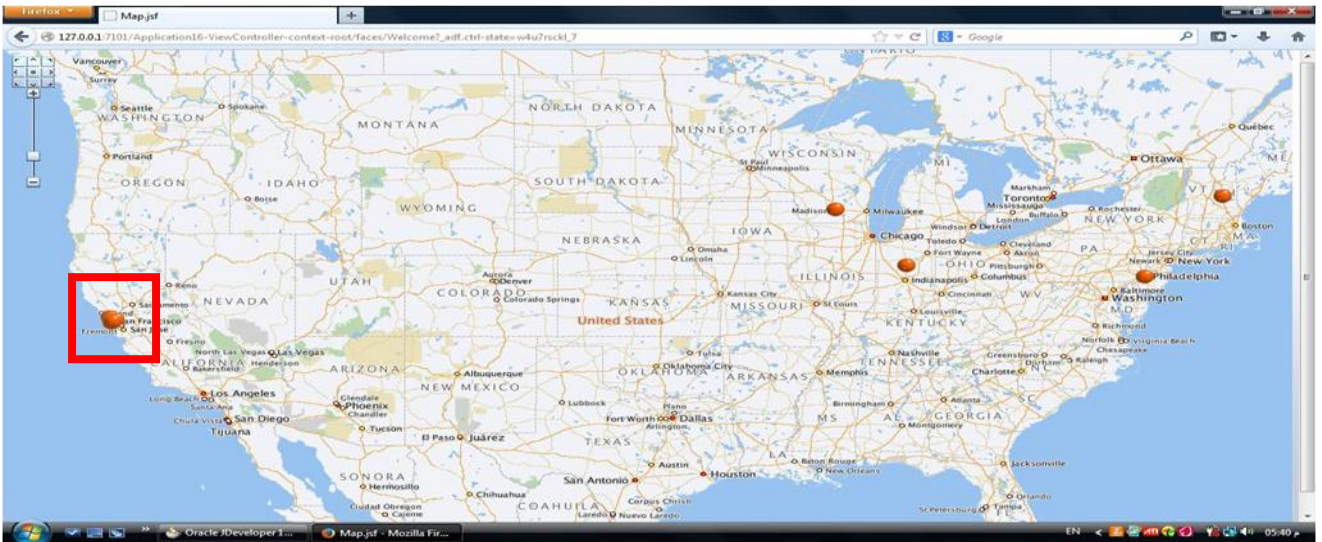 Firefox
Map.jsf
127.0.0.1:7101/Application16-ViewController-context-root/faces/Welcome?_adf.ctrl-state=w4u7rsckl_7
Google
Vancouver
Surrey
Seattle
Spokane
WASHINGTON
MONTANA
NORTH DAKOTA
MINNESOTA
Québec
Portland
St Paul
Minneapolis
WISCONSIN
MI
Ottawa
ME
OREGON
IDAHO
Boise
SOUTH DAKOTA
WYOMING
Madison
Milwaukee
Markham
Toronto
Mississauga
London
Buffalo
Rochester
NEW YORK
VT
Boston
MA
CT
RI
Windsor
Detroit
Chicago
Toledo
Cleveland
Fort Wayne
Akron
PA
Jersey City
Newark
New York
NEBRASKA
IOWA
Omaha
Lincoln
OHIO
Pittsburgh
Philadelphia
Reno
UTAH
Aurora
Denver
ILLINOIS
Indianapolis
Columbus
Baltimore
Washington
NEVADA
COLORADO
Colorado Springs
KANSAS
Kansas City
MISSOURI
St Louis
Cincinnati
WV
MD
San Jose
Fremont
United States
Louisville
KENTUCKY
Richmond
Fresno
Norfolk
Virginia Beach
Chesapeake
North Las Vegas
Las Vegas
Henderson
CALIFORNIA
Bakersfield
ARIZONA
Albuquerque
Tulsa
Oklahoma City
OKLAHOMA
ARKANSAS
Nashville
TENNESSEE
Memphis
Greensboro
Durham
Raleigh
Charlotte
NC
NEW MEXICO
Los Angeles
Long Beach
Santa Ana
Glendale
Phoenix
Chandler
Lubbock
Plano
Fort Worth
Dallas
Arlington
Birmingham
Atlanta
SC
MS
AL
GEORGIA
Montgomery
Chula Vista
San Diego
Tijuana
Tucson
El Paso
Juárez
TEXAS
LA
Baton Rouge
New Orleans
Jacksonville
Austin
Houston
San Antonio
SONORA
Hermosillo
Chihuahua
Ciudad Obregon
Cajeme
COAHUILA
Corpus Christi
Laredo
Nuevo Laredo
Orlando
St Petersburg
Tampa
FL
Oracle JDeveloper 1...
Map.jsf - Mozilla Fir...
EN
05:40 م